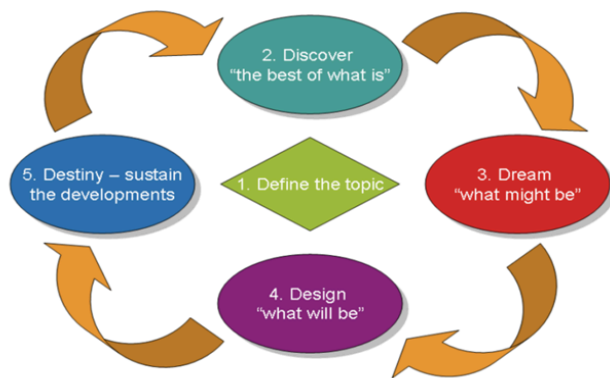 2. Discover
“the best of what is”
5. Destiny – sustain
the developments
1. Define the topic
3. Dream
“what might be”
4. Design
“what will be”